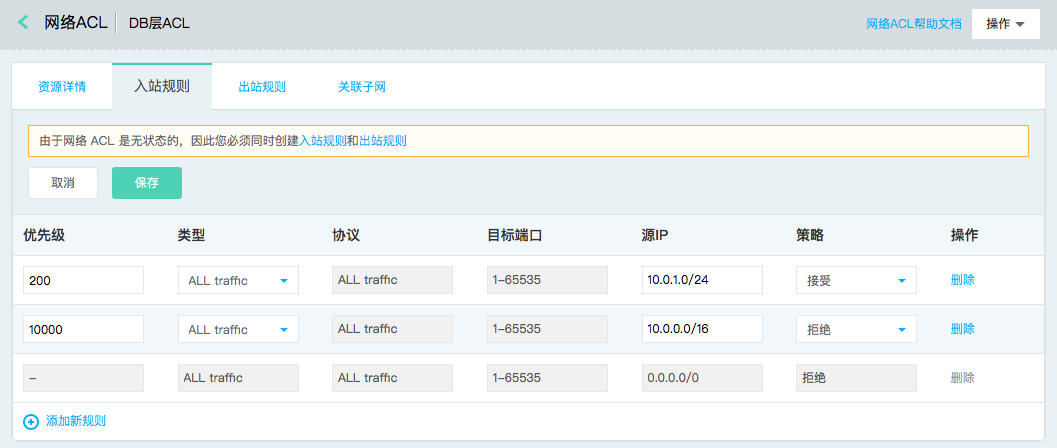 网络ACL DB层ACL 网络ACL帮助文档 操作
资源详情 入站规则 出站规则 关联子网
由于网络 ACL 是无状态的，因此您必须同时创建入站规则和出站规则
取消 保存
优先级 类型 协议 目标端口 源IP 策略 操作
200 ALL traffic ALL traffic 1-65535 10.0.1.0/24 接受 删除
10000 ALL traffic ALL traffic 1-65535 10.0.0.0/16 拒绝 删除
- ALL traffic ALL traffic 1-65535 0.0.0.0/0 拒绝 删除
添加新规则